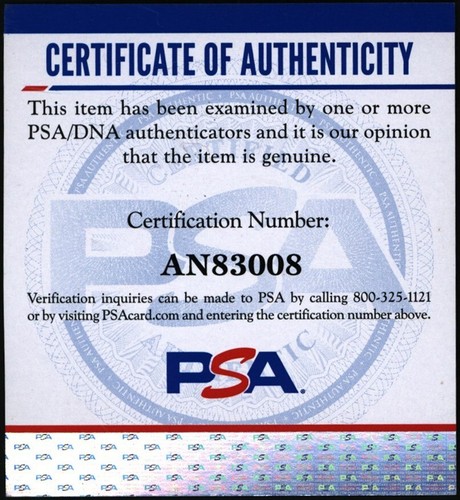 CERTIFICATE OF AUTHENTICITY
This item has been examined by one or more
PSA/DNA authenticators and it is our opinion
that the item is genuine.
Certification Number:
AN83008
Verification inquiries can be made to PSA by calling 800-325-1121
or by visiting PSAcard.com and entering the certification number above.
PSA